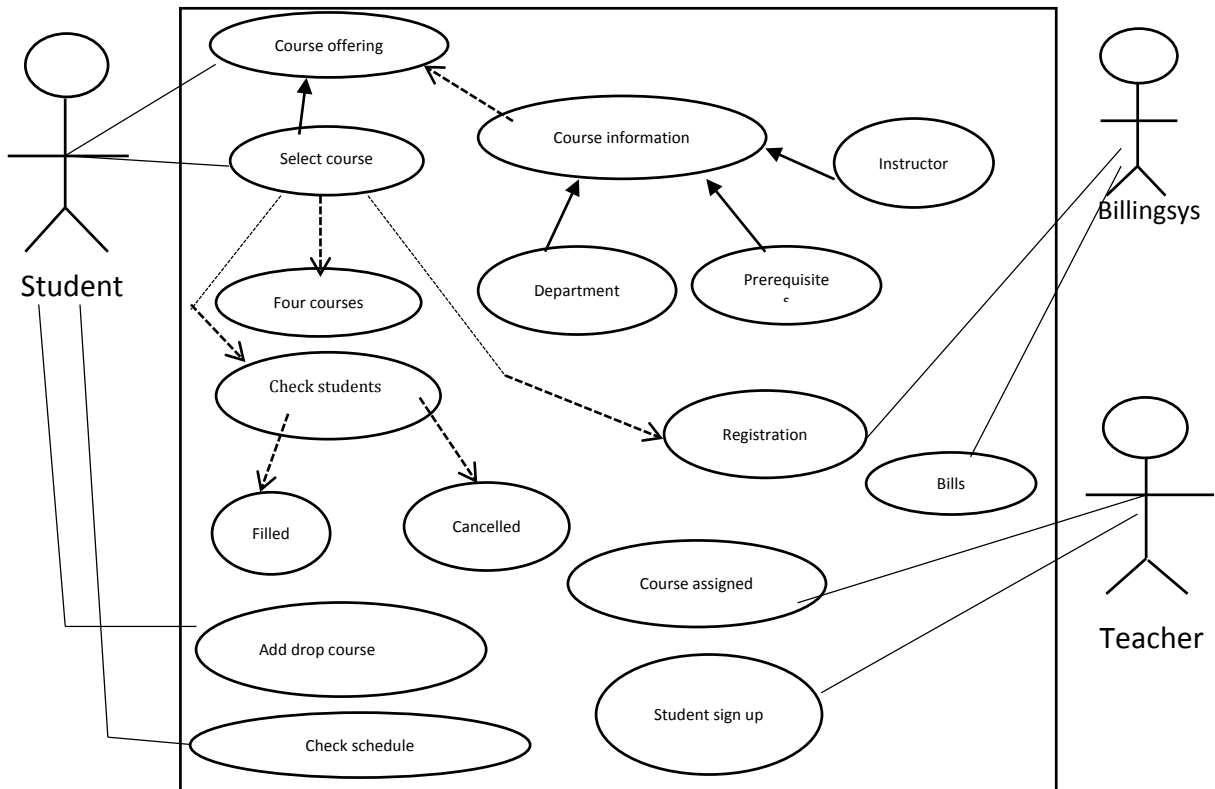 Course offering
Course information
Select course
Instructor
Billingsys
Student
Department
Prerequisite
s
Four courses
Check students
Registration
Bills
Filled
Cancelled
Course assigned
Add drop course
Teacher
Student sign up
Check schedule